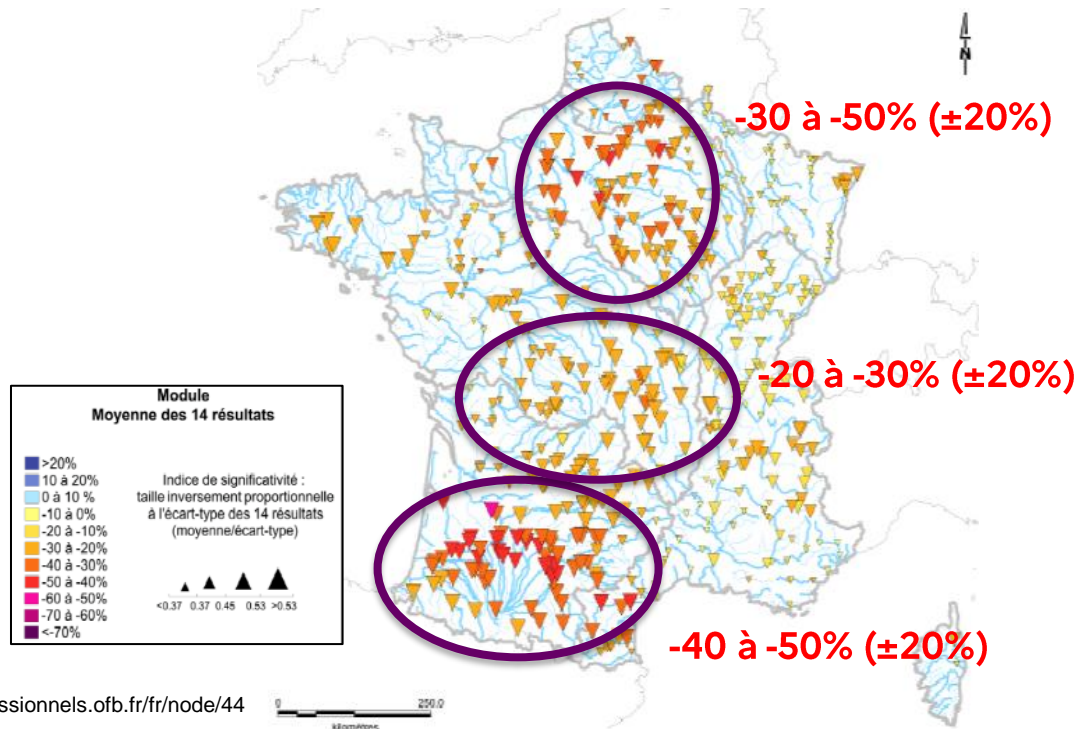 N
-30 à -50% (±20%)
-20 à -30% (±20%)
Module
Moyenne des 14 résultats
>20%
10 à 20%
0 à 10 %
-10 à 0%
-20 à -10%
-30 à -20%
-40 à -30%
-50 à -40%
-60 à -50%
-70 à -60%
<-70%
Indice de significativité :
taille inversement proportionnelle
à l'écart-type des 14 résultats
(moyenne/écart-type)
<0.37 0.37 0.45 0.53 >0.53
-40 à -50% (±20%)
ssionnels.ofb.fr/fr/node/44
0 250.0
kilomètres